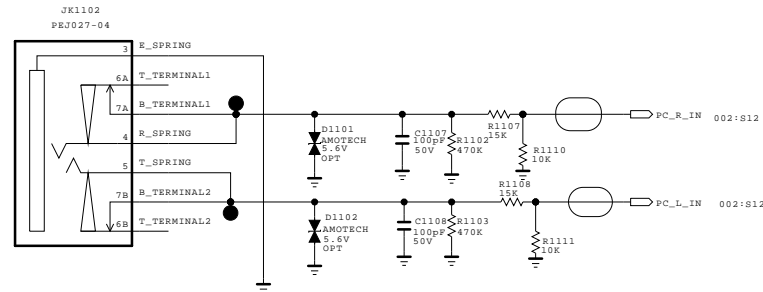 JK1102
PEJ027-04
3 E_SPRING
6A T_TERMINAL1
7A B_TERMINAL1
4 R_SPRING
5 T_SPRING
7B B_TERMINAL2
6B T_TERMINAL2
D1101
AMOTECH
5.6V
OPT
C1107
100pF
50V
R1102
470K
R1107
15K
R1110
10K
PC_R_IN 002:S12
D1102
AMOTECH
5.6V
OPT
C1108
100pF
50V
R1103
470K
R1108
15K
R1111
10K
PC_L_IN 002:S12